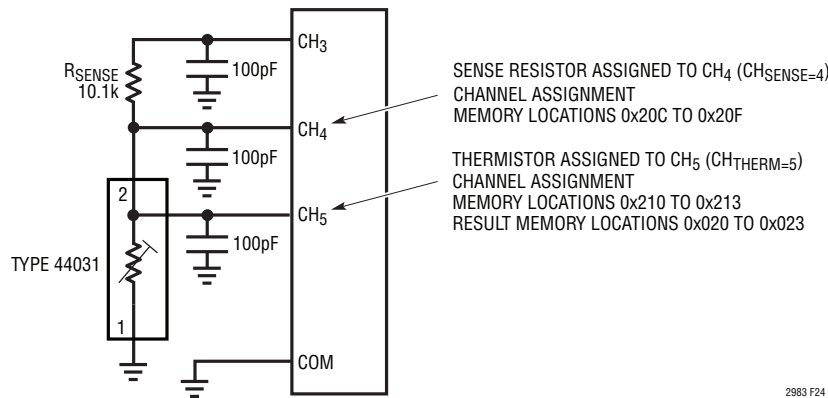 CH3
RSENSE
10.1k
100pF
SENSE RESISTOR ASSIGNED TO CH4 (CHSENSE=4)
CHANNEL ASSIGNMENT
MEMORY LOCATIONS 0x20C TO 0x20F
CH4
100pF
THERMISTOR ASSIGNED TO CH5 (CHTHERM=5)
CHANNEL ASSIGNMENT
MEMORY LOCATIONS 0x210 TO 0x213
RESULT MEMORY LOCATIONS 0x020 TO 0x023
2
CH5
100pF
TYPE 44031
1
COM
2983 F24